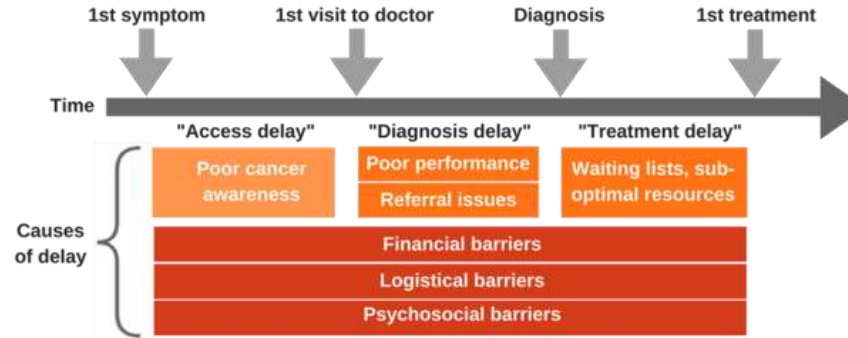 1st symptom
1st visit to doctor
Diagnosis
1st treatment
Time
"Access delay"
"Diagnosis delay"
"Treatment delay"
Poor cancer
awareness
Poor performance
Referral issues
Waiting lists, sub-
optimal resources
Causes
of delay
Financial barriers
Logistical barriers
Psychosocial barriers